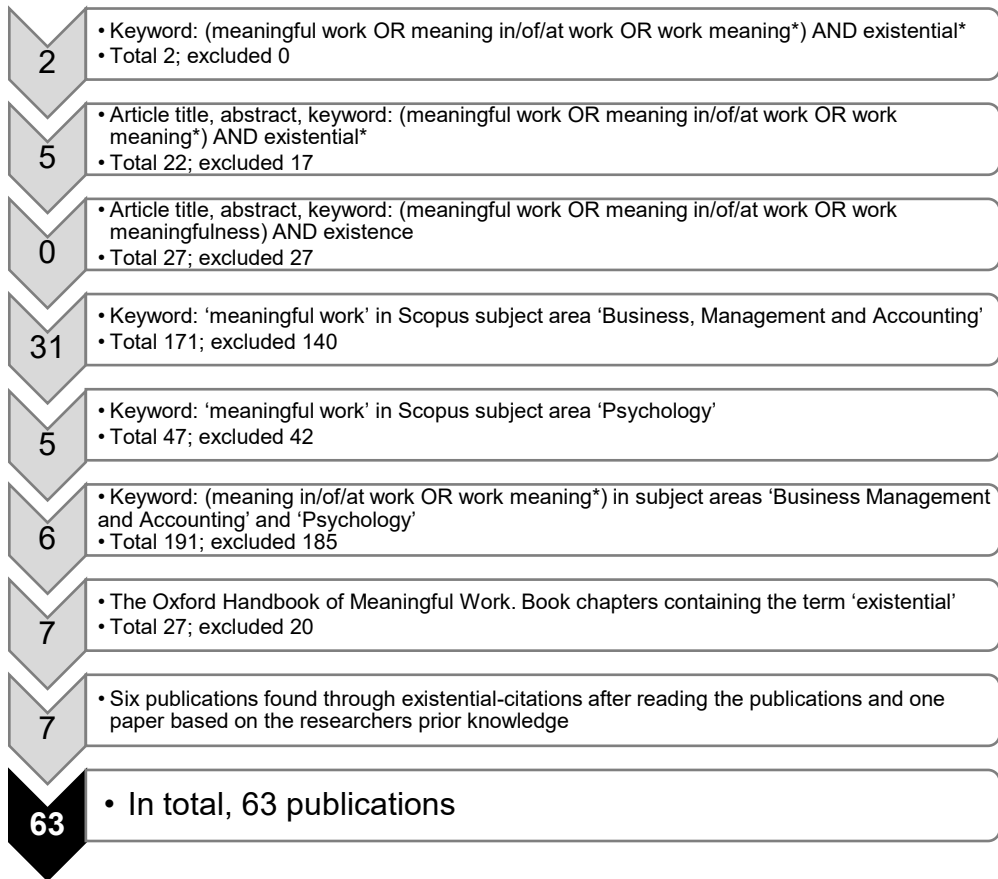 2
• Keyword: (meaningful work OR meaning in/of/at work OR work meaning*) AND existential*
• Total 2; excluded 0
5
• Article title, abstract, keyword: (meaningful work OR meaning in/of/at work OR work
meaning*) AND existential*
• Total 22; excluded 17
0
• Article title, abstract, keyword: (meaningful work OR meaning in/of/at work OR work
meaningfulness) AND existence
• Total 27; excluded 27
31
• Keyword: ‘meaningful work’ in Scopus subject area ‘Business, Management and Accounting’
• Total 171; excluded 140
5
• Keyword: ‘meaningful work’ in Scopus subject area ‘Psychology’
• Total 47; excluded 42
6
• Keyword: (meaning in/of/at work OR work meaning*) in subject areas ‘Business Management
and Accounting’ and ‘Psychology’
• Total 191; excluded 185
7
• The Oxford Handbook of Meaningful Work. Book chapters containing the term ‘existential’
• Total 27; excluded 20
7
• Six publications found through existential-citations after reading the publications and one
paper based on the researchers prior knowledge
63
• In total, 63 publications